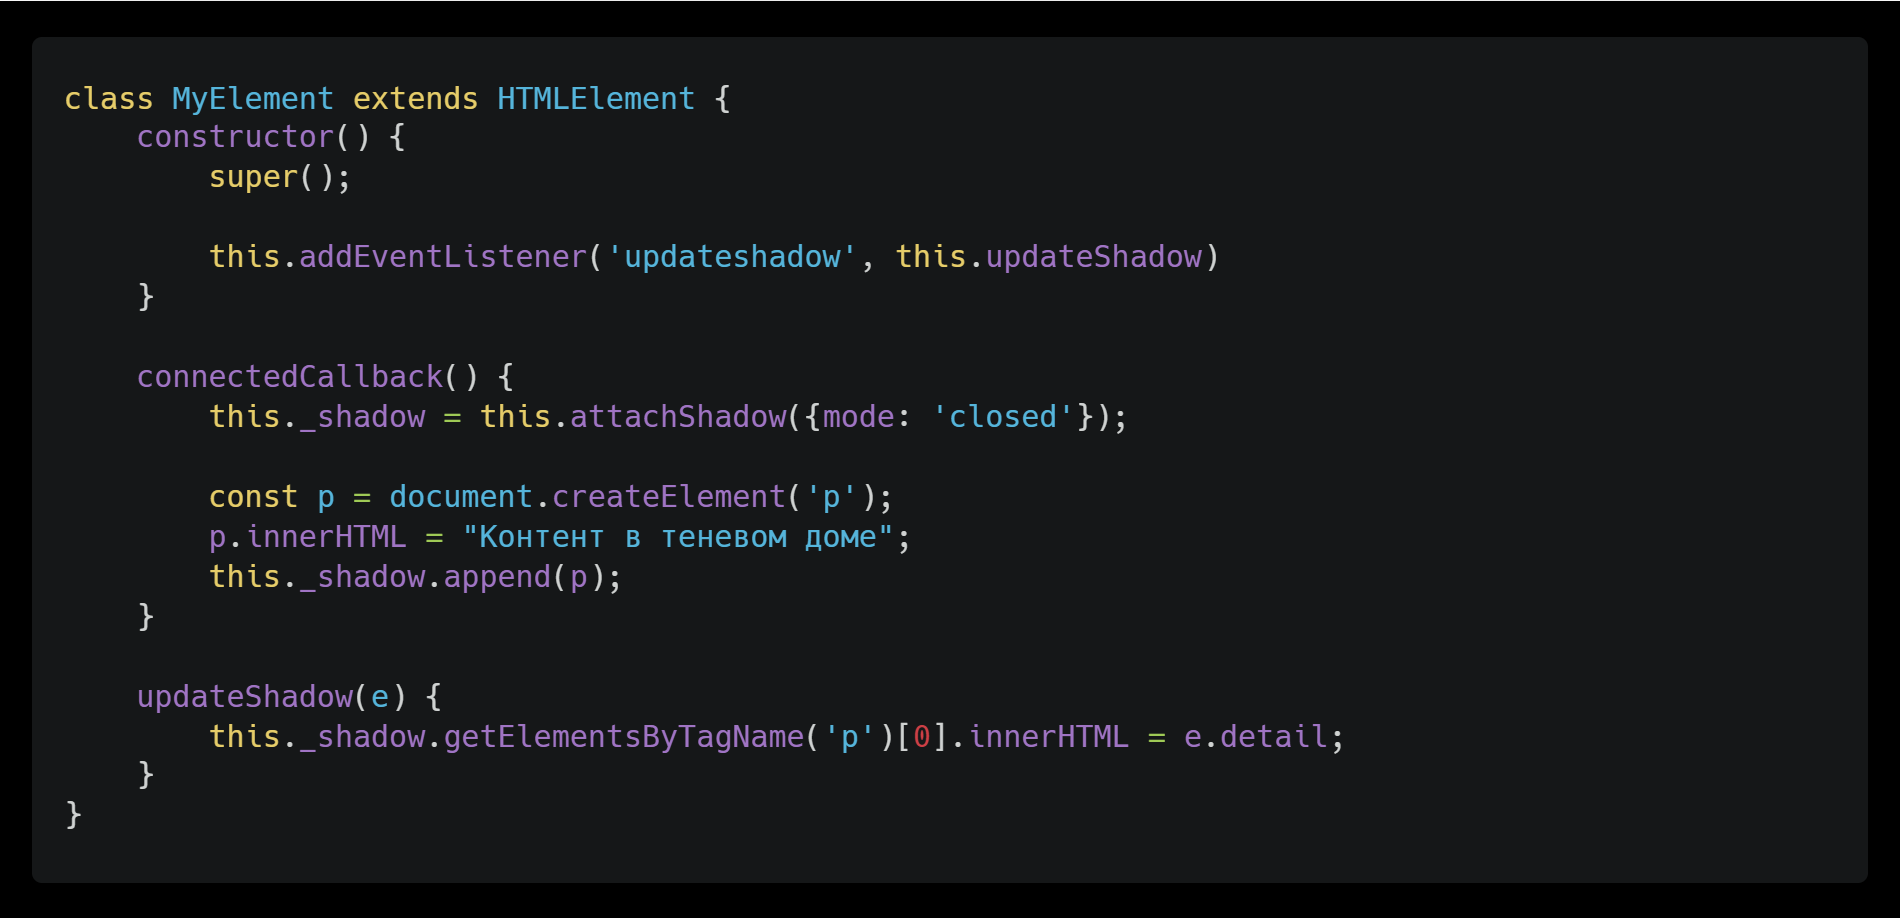 class MyElement extends HTMLElement {
    constructor() {
        super();

        this.addEventListener('updateshadow', this.updateShadow)
    }

    connectedCallback() {
        this._shadow = this.attachShadow({mode: 'closed'});

        const p = document.createElement('p');
        p.innerHTML = "Контент в теневом доме";
        this._shadow.append(p);
    }

    updateShadow(e) {
        this._shadow.getElementsByTagName('p')[0].innerHTML = e.detail;
    }
}